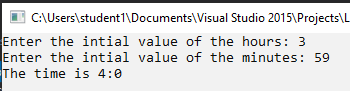 C:\Users\student1\Documents\Visual Studio 2015\Projects\L
Enter the intial value of the hours: 3
Enter the intial value of the minutes: 59
The time is 4:0